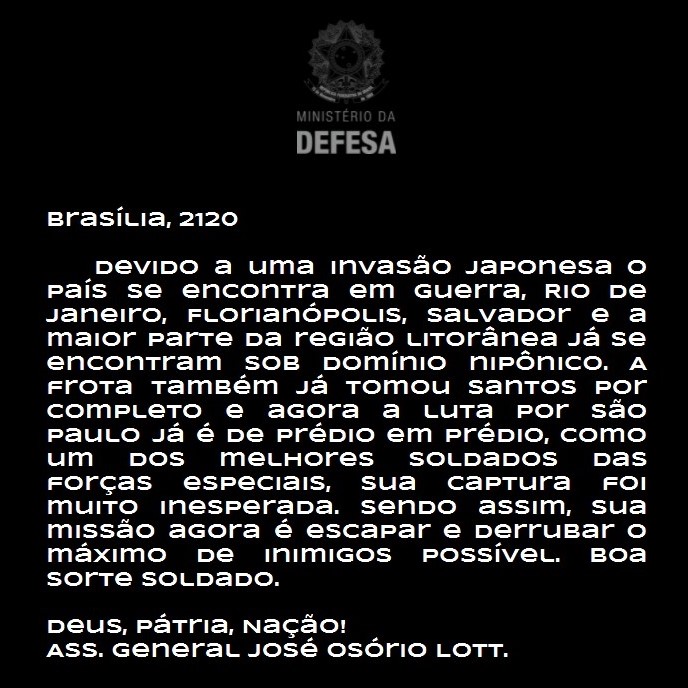 MINISTÉRIO DA
DEFESA
Brasília, 2120
Devido a uma invasão japonesa o
país se encontra em guerra, Rio de
Janeiro, Florianópolis, Salvador e a
maior parte da região litorânea já se
encontram sob domínio nipônico. A
frota também já tomou Santos por
completo e agora a luta por São
Paulo já é de prédio em prédio, como
um dos melhores soldados das
forças especiais, sua captura foi
muito inesperada. Sendo assim, sua
missão agora é escapar e derrubar o
máximo de inimigos possível. Boa
sorte soldado.
Deus, Pátria, Nação!
Ass. General José Osório Lott.